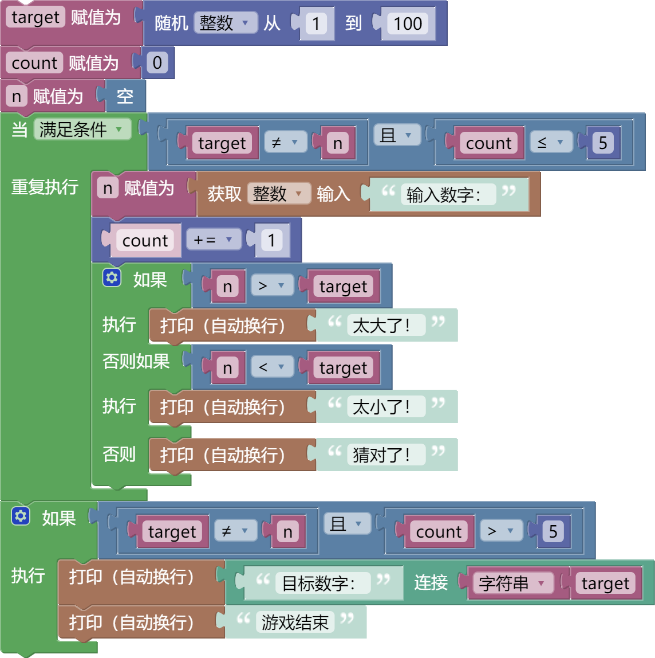 target 赋值为 随机 整数 从 1 到 100
count 赋值为 0
n 赋值为 空
当 满足条件 target ≠ n 且 count ≤ 5
重复执行 n 赋值为 获取 整数 输入 “ 输入数字： ”
count += 1
如果 n > target
执行 打印（自动换行） “ 太大了！ ”
否则如果 n < target
执行 打印（自动换行） “ 太小了！ ”
否则 打印（自动换行） “ 猜对了！ ”
如果 target ≠ n 且 count > 5
执行 打印（自动换行） “ 目标数字： ” 连接 字符串 target
打印（自动换行） “ 游戏结束 ”